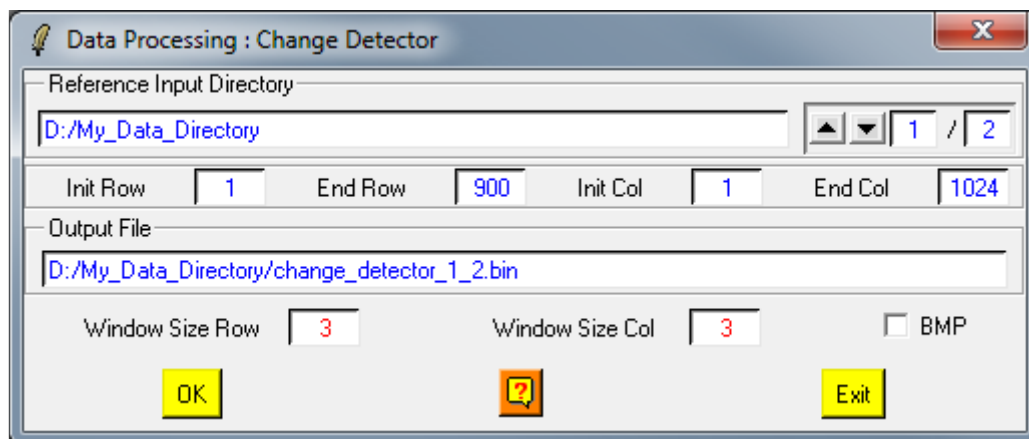 Data Processing : Change Detector
Reference Input Directory
D:/My_Data_Directory 1 / 2
Init Row 1 End Row 900 Init Col 1 End Col 1024
Output File
D:/My_Data_Directory/change_detector_1_2.bin
Window Size Row 3 Window Size Col 3 BMP
OK ? Exit